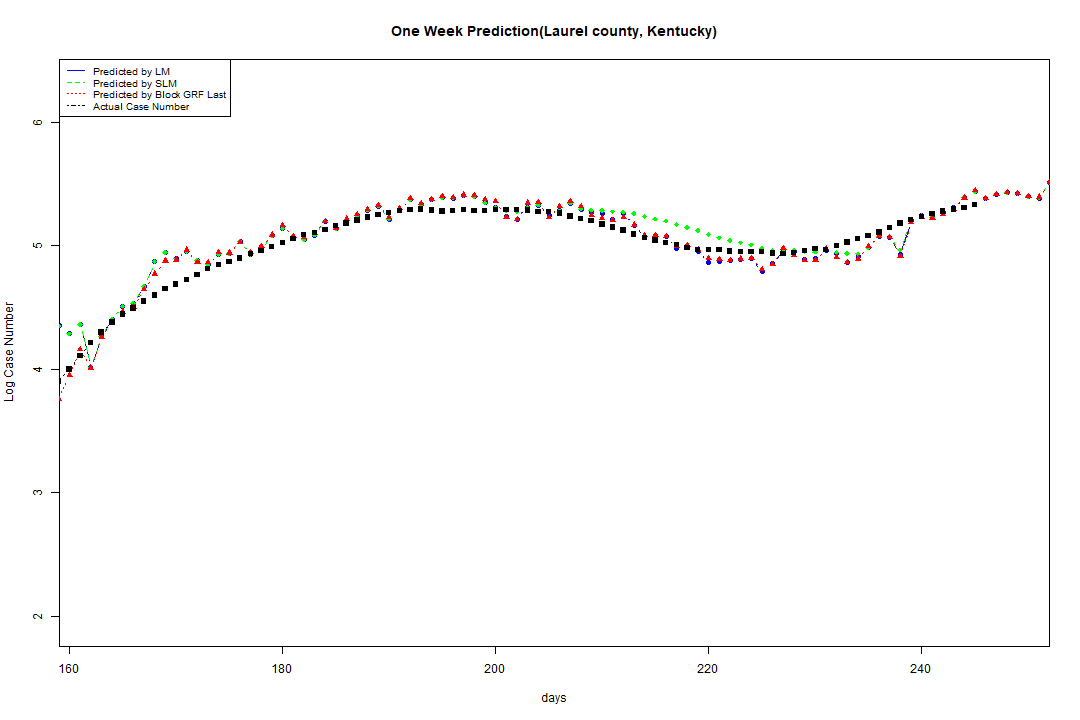 One Week Prediction(Laurel county, Kentucky)
Predicted by LM
Predicted by SLM
Predicted by Block GRF Last
Actual Case Number
6
5
4
3
2
Log Case Number
160 180 200 220 240
days